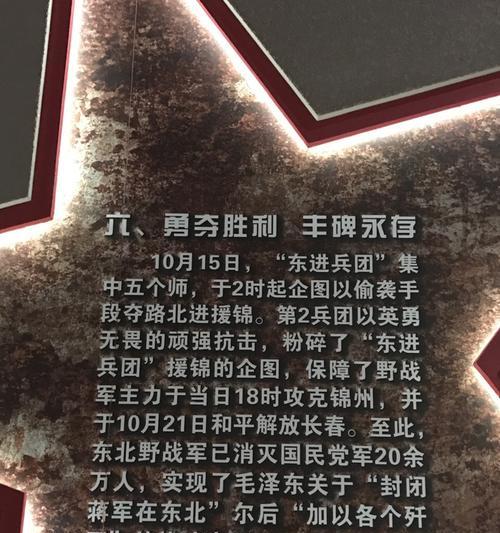 六、勇夺胜利 丰碑永存
10月15日，“东进兵团”集
中五个师，于2时起企图以偷袭手
段夺路北进援锦。第2兵团以英勇
无畏的顽强抗击，粉碎了“东进
兵团”援锦的企图，保障了野战
军主力于当日18时攻克锦州，并
于10月21日和平解放长春。至此，
东北野战军已消灭国民党军20余
万人，实现了毛泽东关于“封闭
蒋军在东北”尔后“加以各个歼